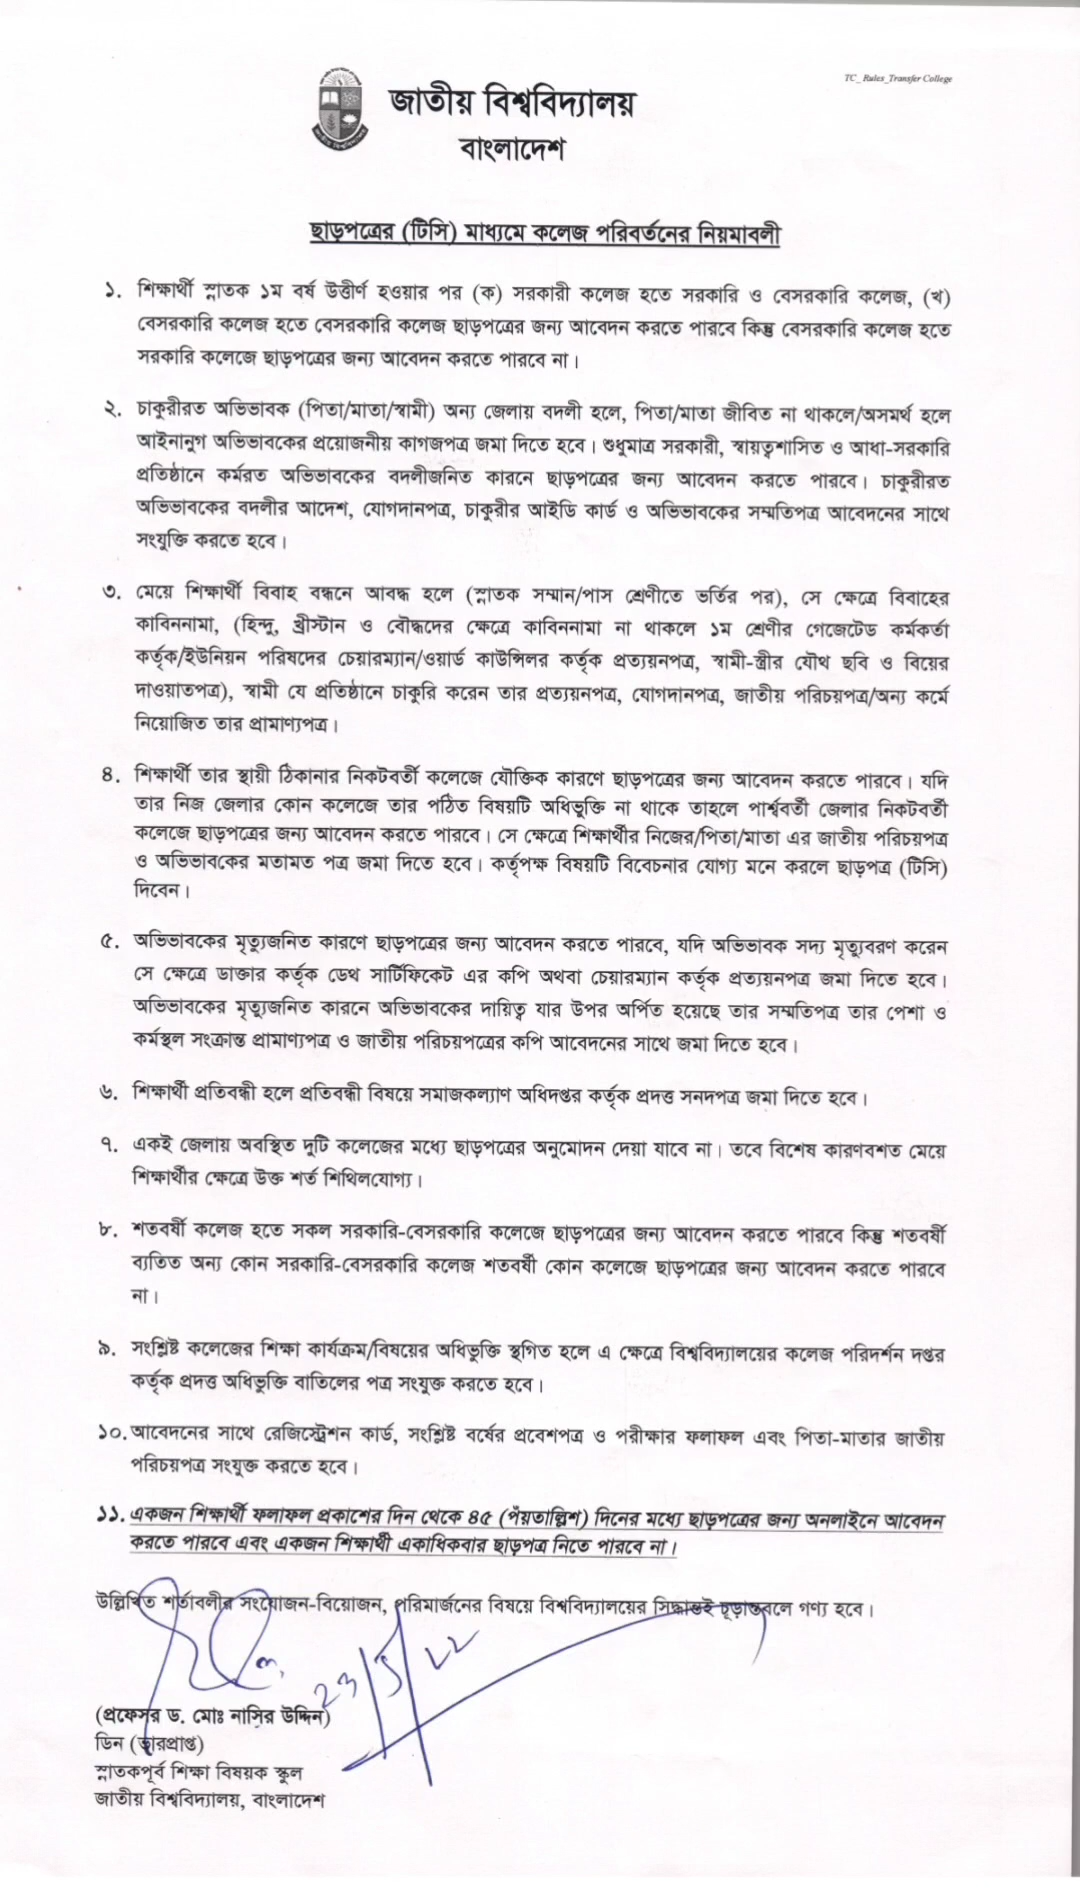 TC_ Rules_Transfer College
জাতীয় বিশ্ববিদ্যালয়
বাংলাদেশ
ছাড়পত্রের (টিসি) মাধ্যমে কলেজ পরিবর্তনের নিয়মাবলী
১. শিক্ষার্থী স্নাতক ১ম বর্ষ উত্তীর্ণ হওয়ার পর (ক) সরকারী কলেজ হতে সরকারি ও বেসরকারি কলেজ, (খ)
বেসরকারি কলেজ হতে বেসরকারি কলেজ ছাড়পত্রের জন্য আবেদন করতে পারবে কিন্তু বেসরকারি কলেজ হতে
সরকারি কলেজে ছাড়পত্রের জন্য আবেদন করতে পারবে না।
২. চাকুরীরত অভিভাবক (পিতা/মাতা/স্বামী) অন্য জেলায় বদলী হলে, পিতা/মাতা জীবিত না থাকলে/অসমর্থ হলে
আইনানুগ অভিভাবকের প্রয়োজনীয় কাগজপত্র জমা দিতে হবে। শুধুমাত্র সরকারী, স্বায়ত্বশাসিত ও আধা-সরকারি
প্রতিষ্ঠানে কর্মরত অভিভাবকের বদলীজনিত কারনে ছাড়পত্রের জন্য আবেদন করতে পারবে। চাকুরীরত
অভিভাবকের বদলীর আদেশ, যোগদানপত্র, চাকুরীর আইডি কার্ড ও অভিভাবকের সম্মতিপত্র আবেদনের সাথে
সংযুক্তি করতে হবে।
৩. মেয়ে শিক্ষার্থী বিবাহ বন্ধনে আবদ্ধ হলে (স্নাতক সম্মান/পাস শ্রেণীতে ভর্তির পর), সে ক্ষেত্রে বিবাহের
কাবিননামা, (হিন্দু, খ্রীস্টান ও বৌদ্ধদের ক্ষেত্রে কাবিননামা না থাকলে ১ম শ্রেণীর গেজেটেড কর্মকর্তা
কর্তৃক/ইউনিয়ন পরিষদের চেয়ারম্যান/ওয়ার্ড কাউন্সিলর কর্তৃক প্রত্যয়নপত্র, স্বামী-স্ত্রীর যৌথ ছবি ও বিয়ের
দাওয়াতপত্র), স্বামী যে প্রতিষ্ঠানে চাকুরি করেন তার প্রত্যয়নপত্র, যোগদানপত্র, জাতীয় পরিচয়পত্র/অন্য কর্মে
নিয়োজিত তার প্রামাণ্যপত্র।
৪. শিক্ষার্থী তার স্থায়ী ঠিকানার নিকটবর্তী কলেজে যৌক্তিক কারণে ছাড়পত্রের জন্য আবেদন করতে পারবে। যদি
তার নিজ জেলার কোন কলেজে তার পঠিত বিষয়টি অধিভুক্তি না থাকে তাহলে পার্শ্ববর্তী জেলার নিকটবর্তী
কলেজে ছাড়পত্রের জন্য আবেদন করতে পারবে। সে ক্ষেত্রে শিক্ষার্থীর নিজের/পিতা/মাতা এর জাতীয় পরিচয়পত্র
ও অভিভাবকের মতামত পত্র জমা দিতে হবে। কর্তৃপক্ষ বিষয়টি বিবেচনার যোগ্য মনে করলে ছাড়পত্র (টিসি)
দিবেন।
৫. অভিভাবকের মৃত্যুজনিত কারণে ছাড়পত্রের জন্য আবেদন করতে পারবে, যদি অভিভাবক সদ্য মৃত্যুবরণ করেন
সে ক্ষেত্রে ডাক্তার কর্তৃক ডেথ সার্টিফিকেট এর কপি অথবা চেয়ারম্যান কর্তৃক প্রত্যয়নপত্র জমা দিতে হবে।
অভিভাবকের মৃত্যুজনিত কারনে অভিভাবকের দায়িত্ব যার উপর অর্পিত হয়েছে তার সম্মতিপত্র তার পেশা ও
কর্মস্থল সংক্রান্ত প্রামাণ্যপত্র ও জাতীয় পরিচয়পত্রের কপি আবেদনের সাথে জমা দিতে হবে।
৬. শিক্ষার্থী প্রতিবন্ধী হলে প্রতিবন্ধী বিষয়ে সমাজকল্যাণ অধিদপ্তর কর্তৃক প্রদত্ত সনদপত্র জমা দিতে হবে।
৭. একই জেলায় অবস্থিত দুটি কলেজের মধ্যে ছাড়পত্রের অনুমোদন দেয়া যাবে না। তবে বিশেষ কারণবশত মেয়ে
শিক্ষার্থীর ক্ষেত্রে উক্ত শর্ত শিথিলযোগ্য।
৮. শতবর্ষী কলেজ হতে সকল সরকারি-বেসরকারি কলেজে ছাড়পত্রের জন্য আবেদন করতে পারবে কিন্তু শতবর্ষী
ব্যতিত অন্য কোন সরকারি-বেসরকারি কলেজ শতবর্ষী কোন কলেজে ছাড়পত্রের জন্য আবেদন করতে পারবে
না।
৯. সংশ্লিষ্ট কলেজের শিক্ষা কার্যক্রম/বিষয়ের অধিভুক্তি স্থগিত হলে এ ক্ষেত্রে বিশ্ববিদ্যালয়ের কলেজ পরিদর্শন দপ্তর
কর্তৃক প্রদত্ত অধিভুক্তি বাতিলের পত্র সংযুক্ত করতে হবে।
১০. আবেদনের সাথে রেজিস্ট্রেশন কার্ড, সংশ্লিষ্ট বর্ষের প্রবেশপত্র ও পরীক্ষার ফলাফল এবং পিতা-মাতার জাতীয়
পরিচয়পত্র সংযুক্ত করতে হবে।
১১. একজন শিক্ষার্থী ফলাফল প্রকাশের দিন থেকে ৪৫ (পঁয়তাল্লিশ) দিনের মধ্যে ছাড়পত্রের জন্য অনলাইনে আবেদন
করতে পারবে এবং একজন শিক্ষার্থী একাধিকবার ছাড়পত্র নিতে পারবে না।
উল্লিখিত শর্তাবলীর সংযোজন-বিয়োজন, পরিমার্জনের বিষয়ে বিশ্ববিদ্যালয়ের সিদ্ধান্তই চূড়ান্ত বলে গণ্য হবে।
(প্রফেসর ড. মোঃ নাসির উদ্দিন)
ডিন (ভারপ্রাপ্ত)
স্নাতকপূর্ব শিক্ষা বিষয়ক স্কুল
জাতীয় বিশ্ববিদ্যালয়, বাংলাদেশ